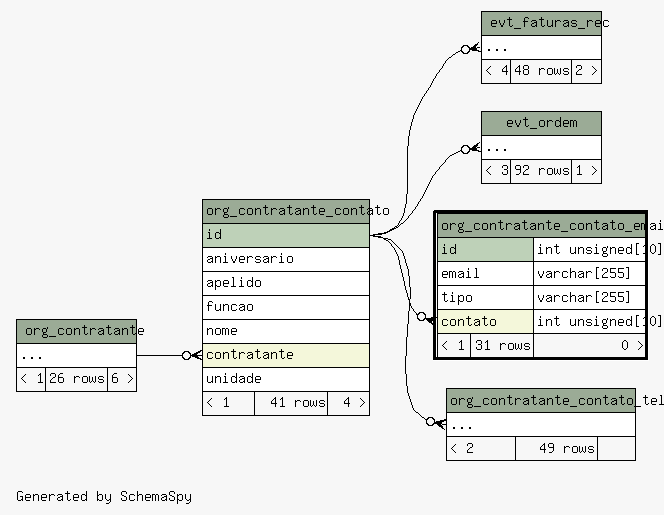 evt_faturas_rec
...
< 4 48 rows 2 >
evt_ordem
...
< 3 92 rows 1 >
org_contratante_contato
id
aniversario
apelido
funcao
nome
contratante
unidade
< 1 41 rows 4 >
org_contratante_contato_emai
id int unsigned[10]
email varchar[255]
tipo varchar[255]
contato int unsigned[10]
< 1 31 rows 0 >
org_contratante
...
< 1 26 rows 6 >
org_contratante_contato_tel
...
< 2 49 rows
Generated by SchemaSpy